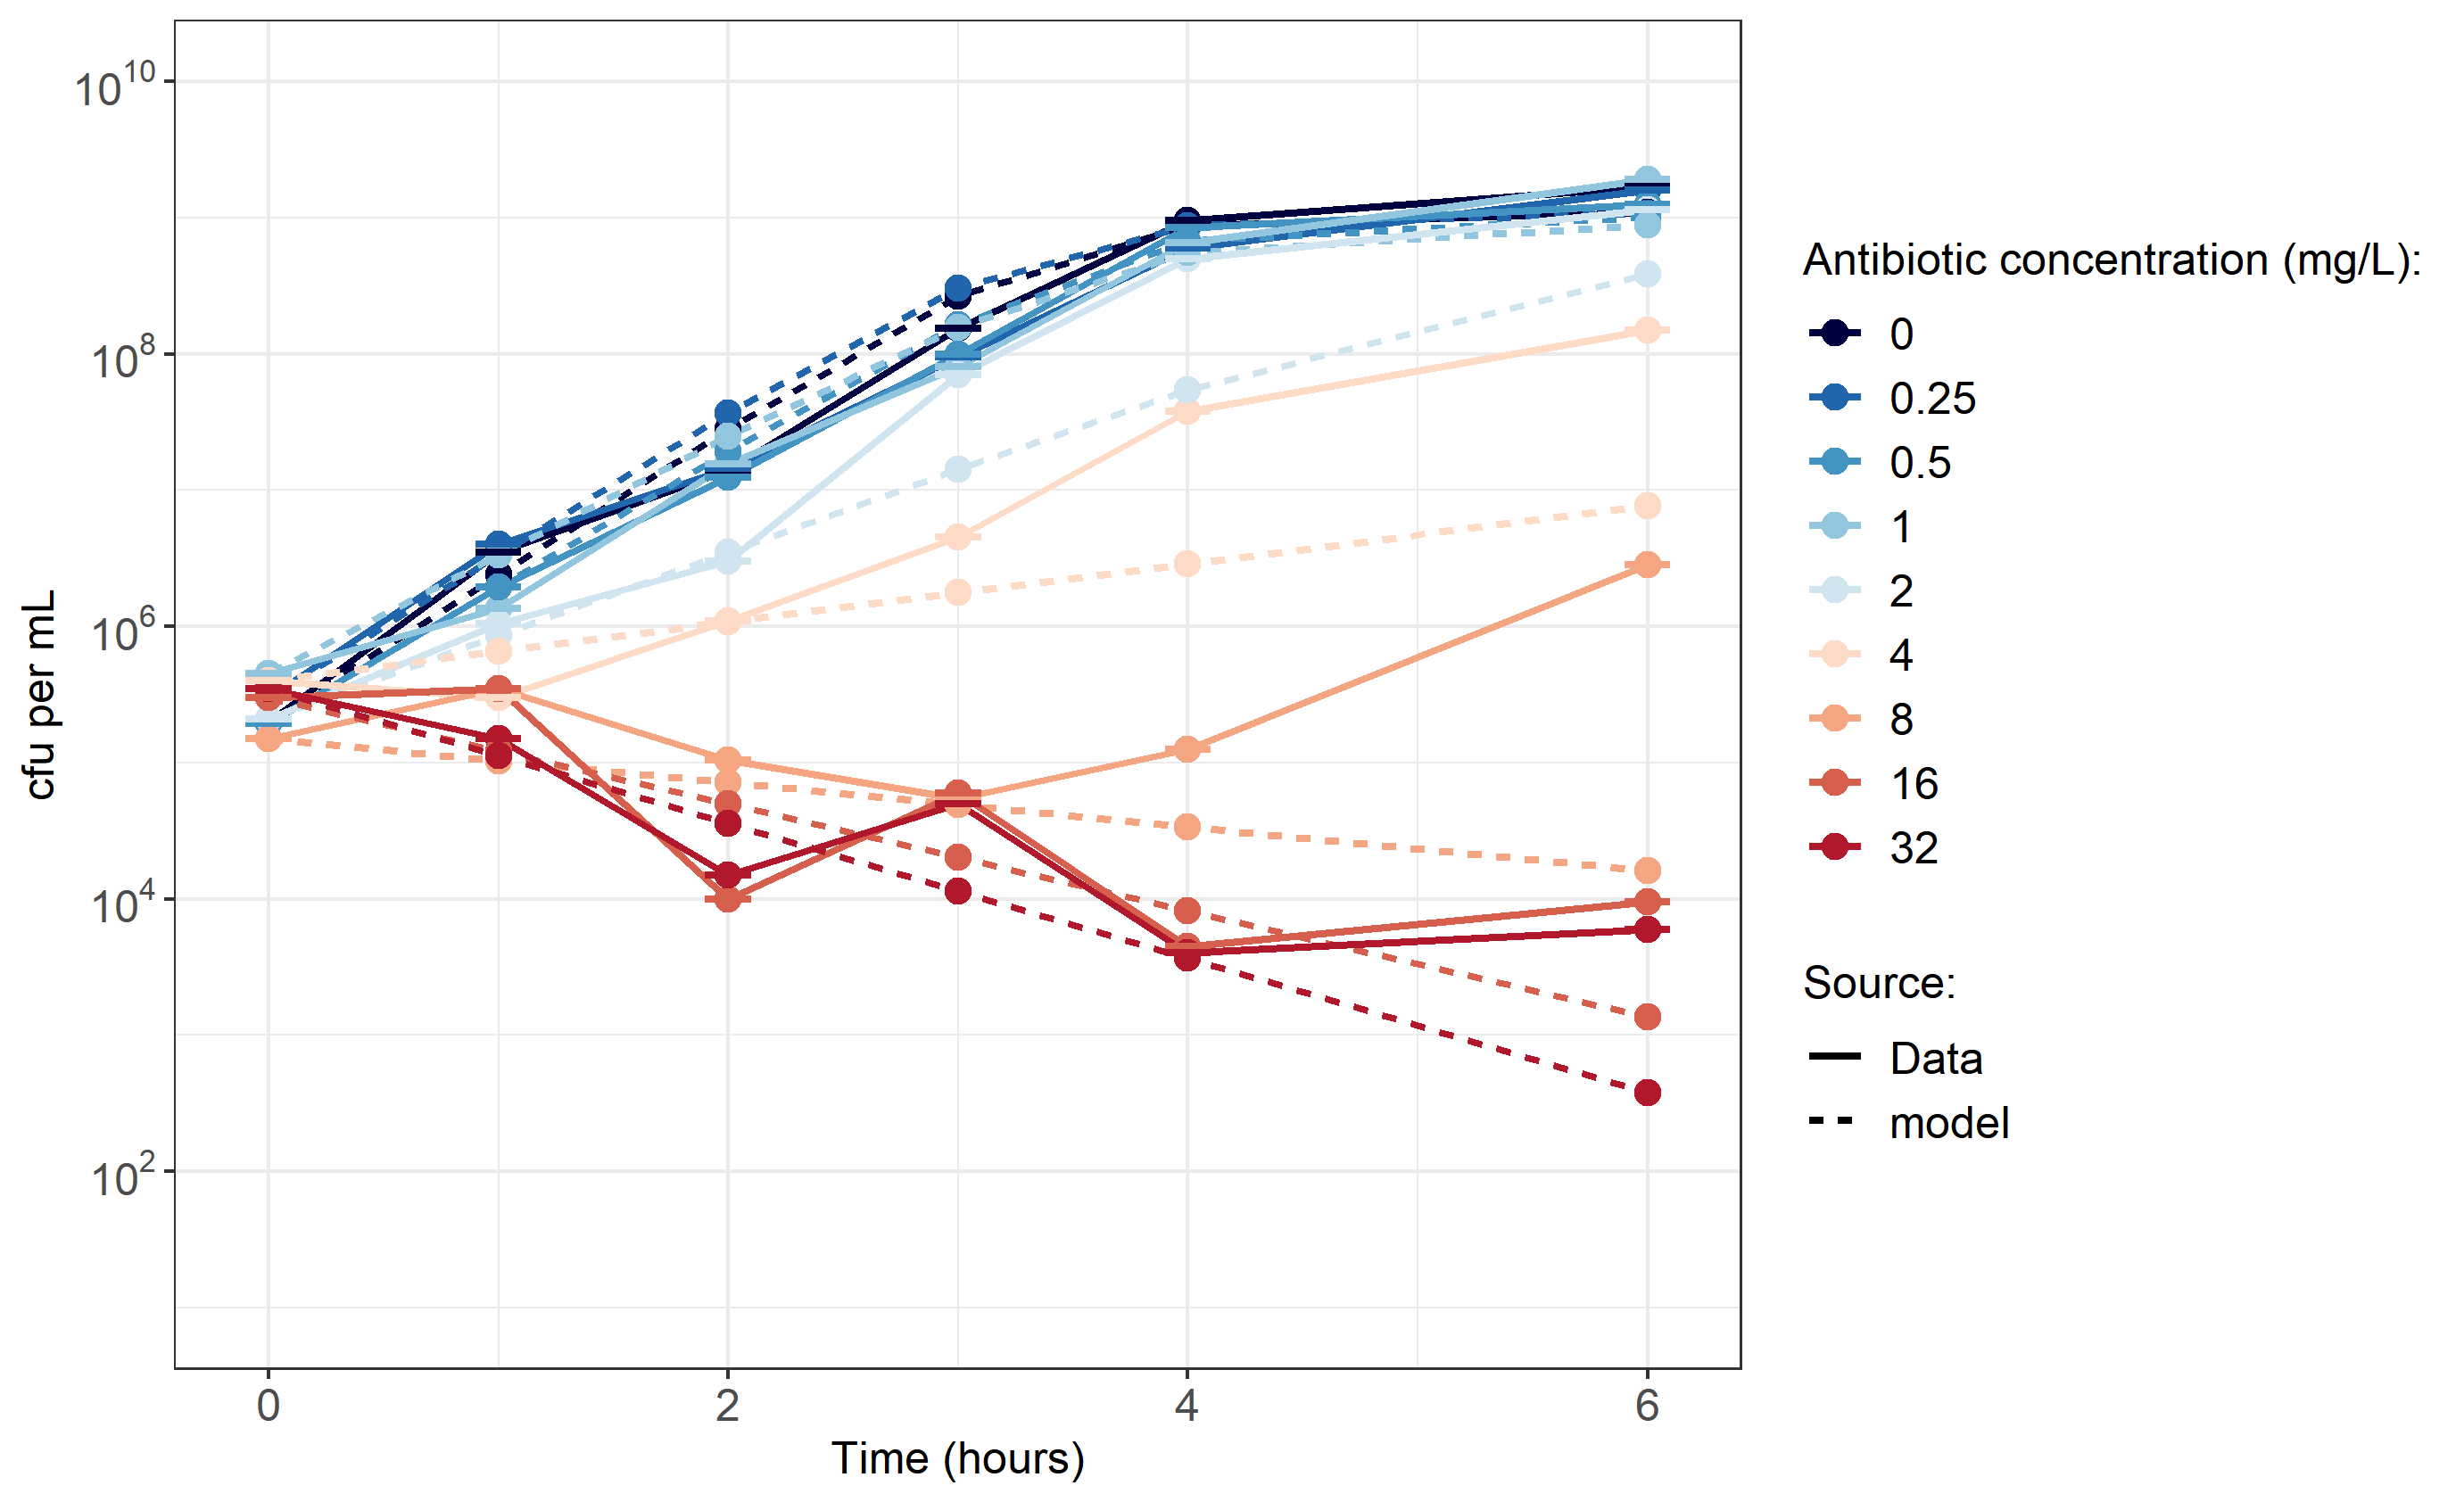 10^10
10^8
10^6
10^4
10^2
cfu per mL
0 2 4 6
Time (hours)
Antibiotic concentration (mg/L):
0
0.25
0.5
1
2
4
8
16
32
Source:
Data
model